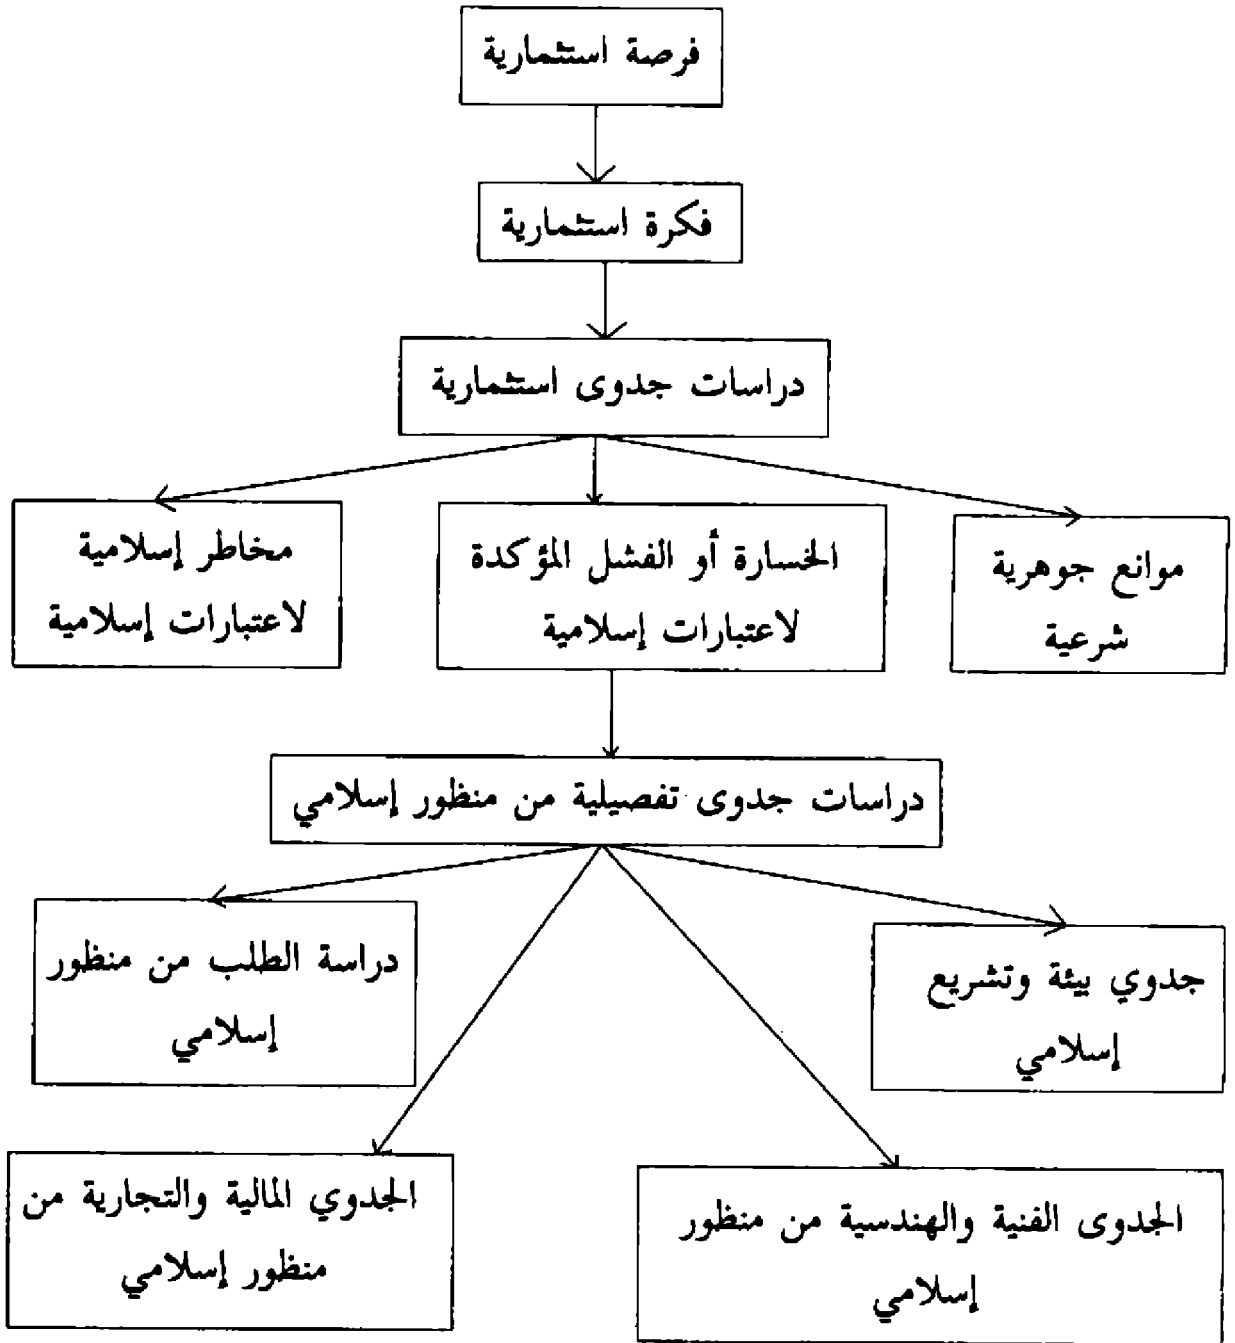 فرصة استثمارية
فكرة استثمارية
دراسات جدوى استثمارية
موانع جوهرية
شرعية
الخسارة أو الفشل المؤكدة
لاعتبارات إسلامية
مخاطر إسلامية
لاعتبارات إسلامية
دراسات جدوى تفصيلية من منظور إسلامي
جدوي بيئة وتشريع
إسلامي
دراسة الطلب من منظور
إسلامي
الجدوى الفنية والهندسية من منظور
إسلامي
الجدوي المالية والتجارية من
منظور إسلامي